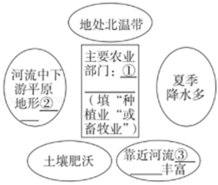 地处北温带
主要农业
部门：①
（填“种
植业”或
畜牧业”）
河流中下
游平原
地形②
夏季
降水多
土壤肥沃
靠近河流③
丰富